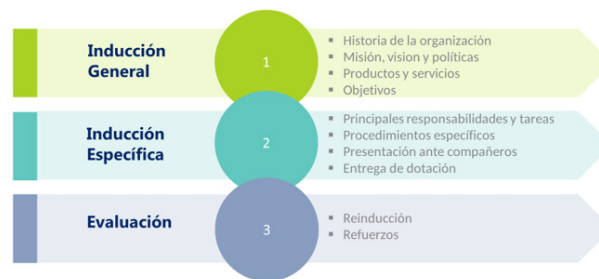 Inducción
General
1
▪ Historia de la organización
▪ Misión, vision y políticas
▪ Productos y servicios
▪ Objetivos
Inducción
Específica
2
▪ Principales responsabilidades y tareas
▪ Procedimientos específicos
▪ Presentación ante compañeros
▪ Entrega de dotación
Evaluación
3
▪ Reinducción
▪ Refuerzos